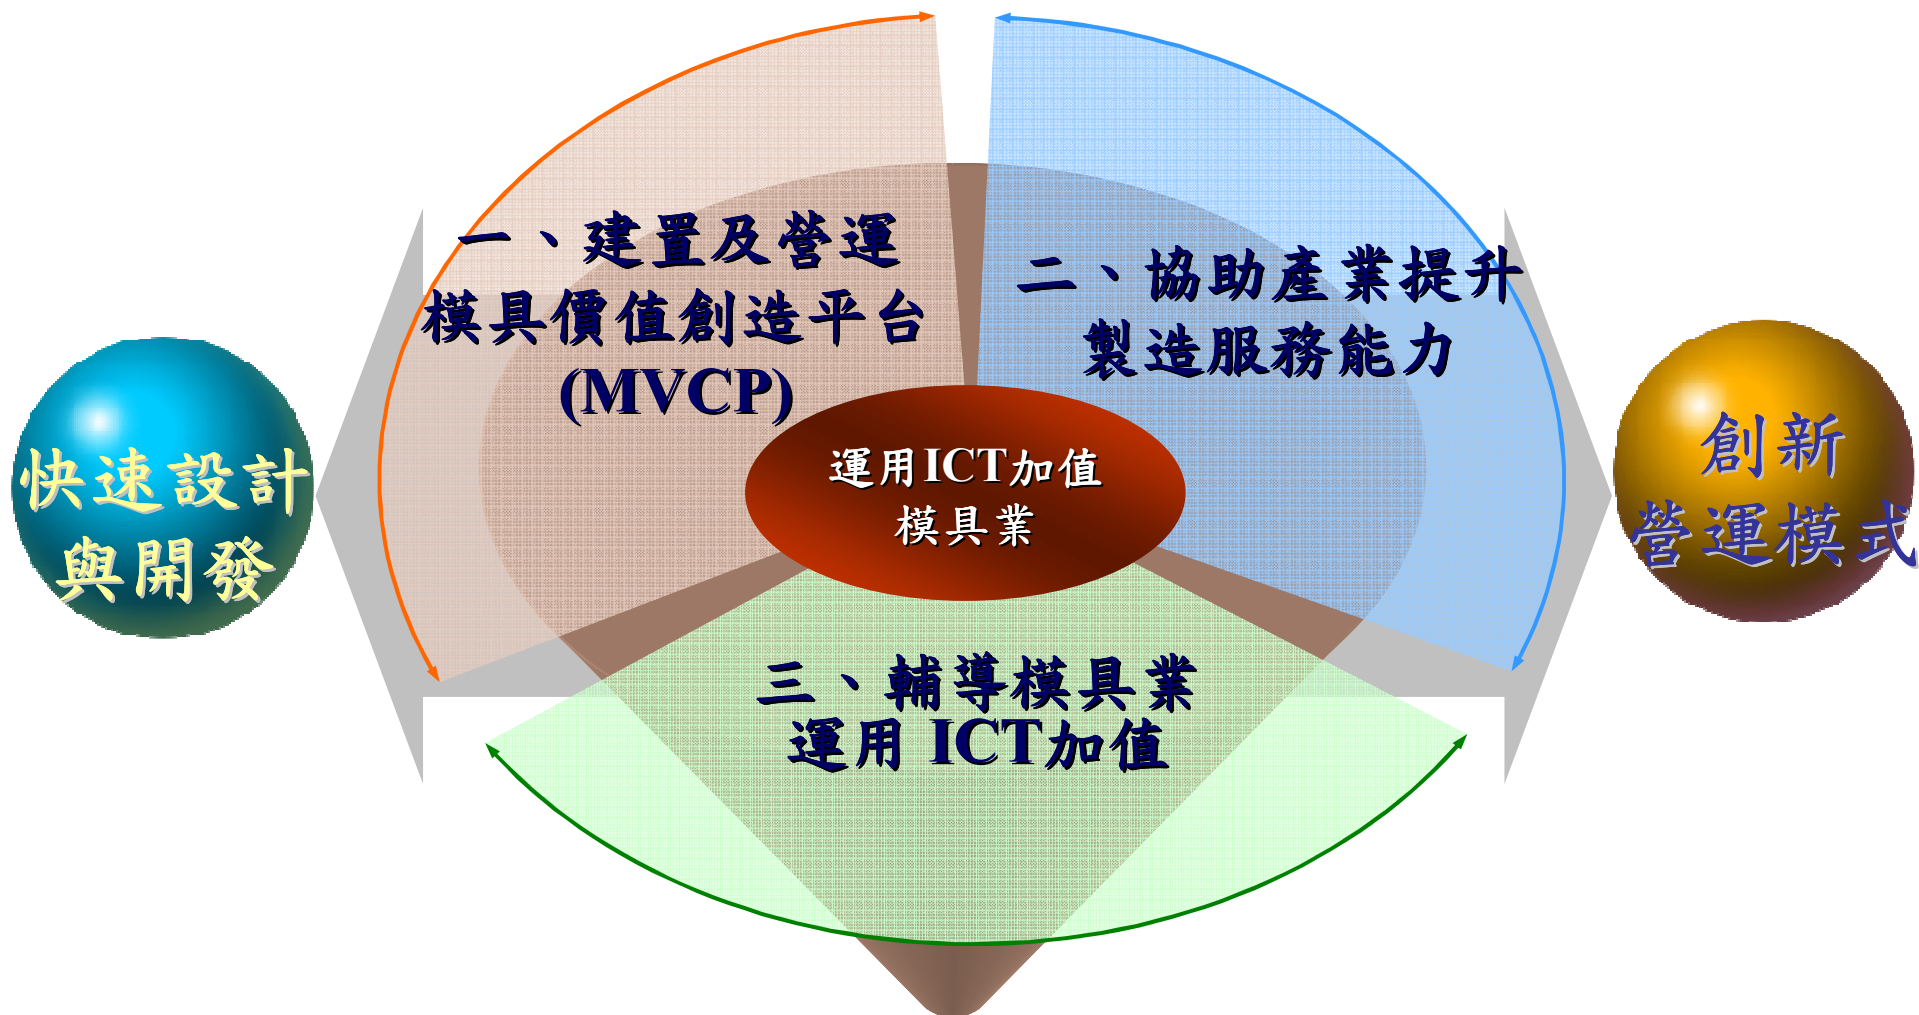 一、建置及營運
模具價值創造平台
(MVCP)
二、協助產業提升
製造服務能力
快速設計
與開發
運用ICT加值
模具業
創新
營運模式
三、輔導模具業
運用 ICT加值